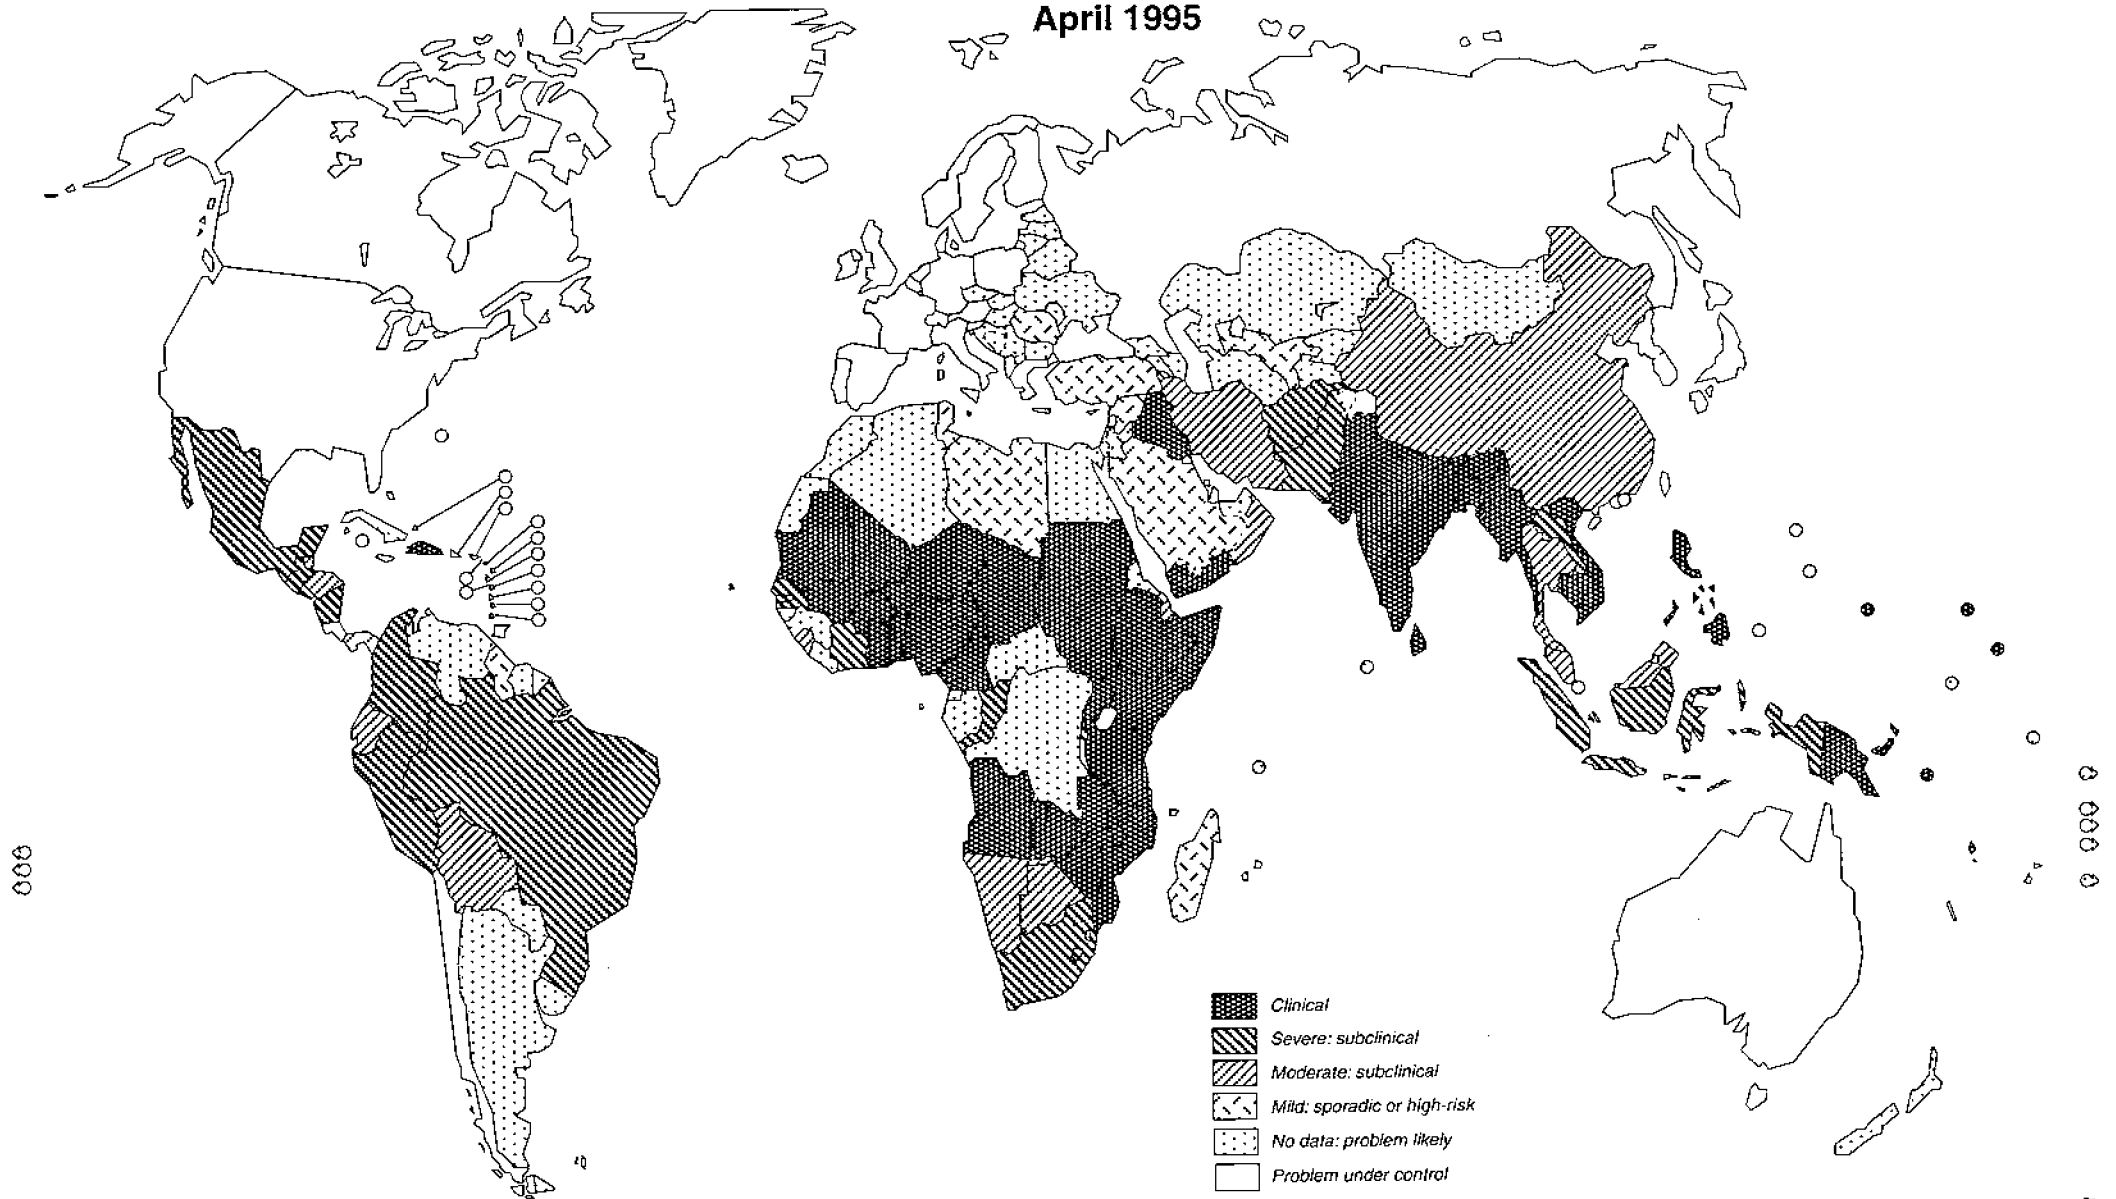 April 1995
Clinical
Severe: subclinical
Moderate: subclinical
Mild: sporadic or high-risk
No data: problem likely
Problem under control